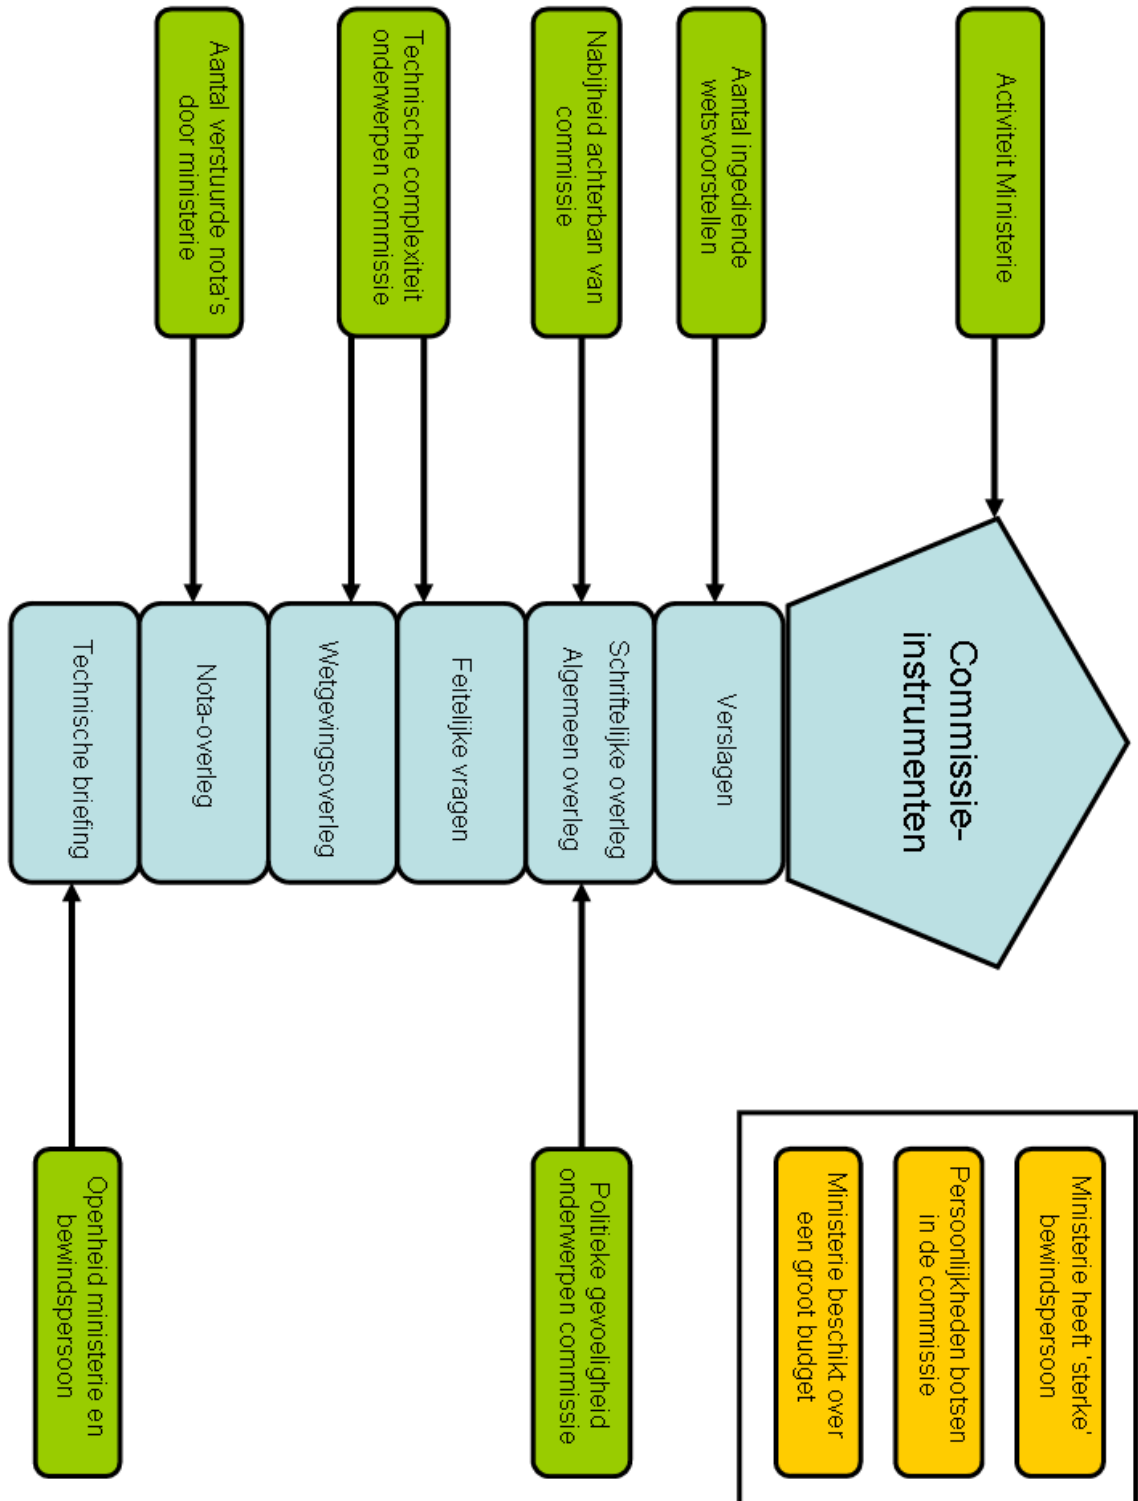 Activiteit Ministerie
Aantal ingediende
wetsvoorstellen
Nabijheid achterban van
commissie
Technische complexiteit
onderwerpen commissie
Aantal verstuurde nota's
door ministerie
Commissie-
instrumenten
Verslagen
Schriftelijke overleg
Algemeen overleg
Feitelijke vragen
Wetgevingsoverleg
Nota-overleg
Technische briefing
Ministerie heeft 'sterke'
bewindspersoon
Persoonlijkheden botsen
in de commissie
Ministerie beschikt over
een groot budget
Politieke gevoeligheid
onderwerpen commissie
Openheid ministerie en
bewindspersoon